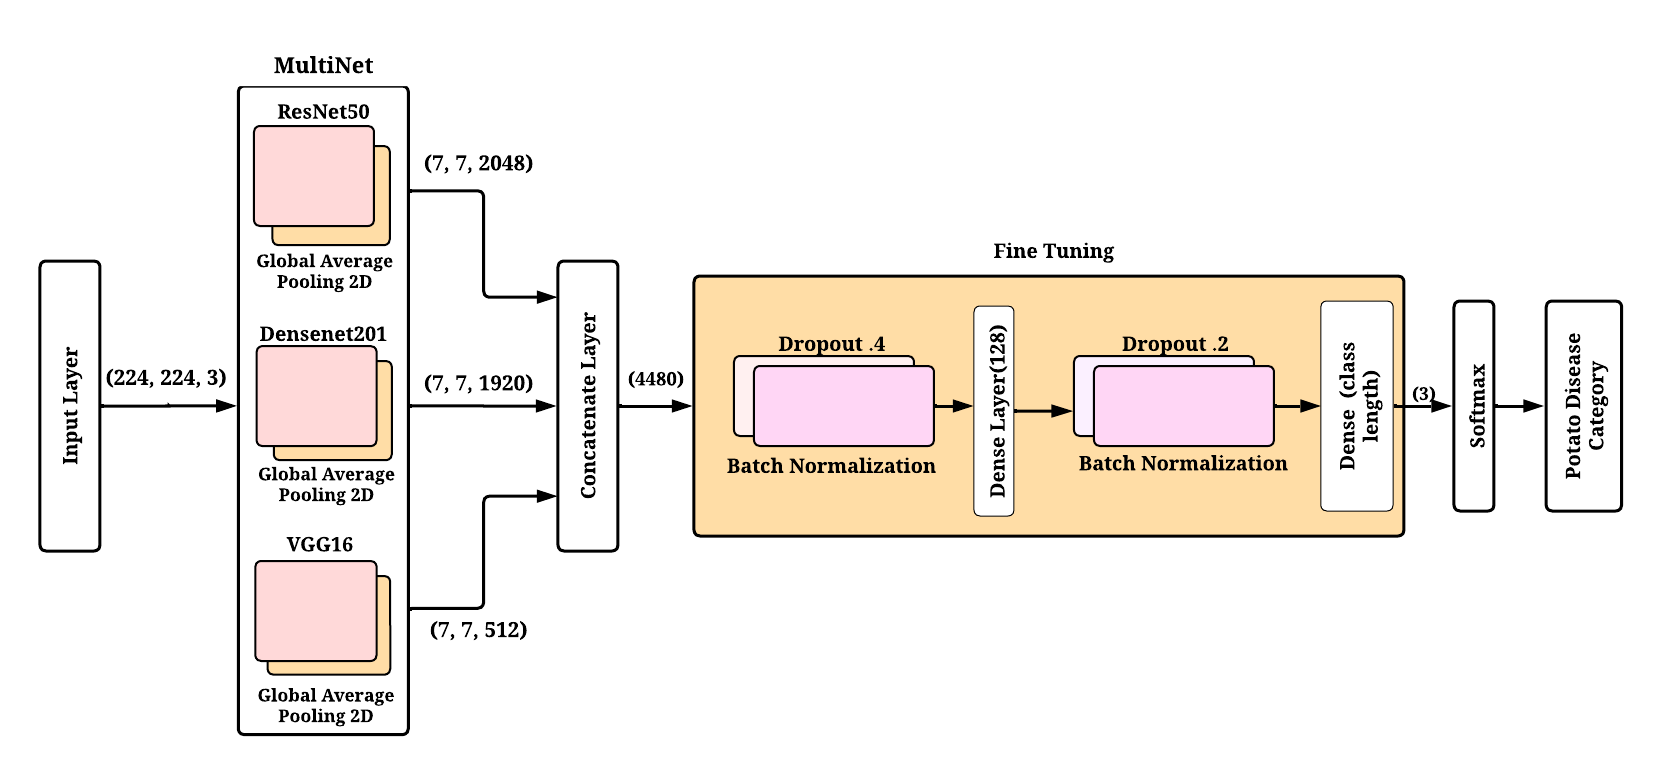 MultiNet
ResNet50
Global Average
Pooling 2D
Densenet201
Global Average
Pooling 2D
VGG16
Global Average
Pooling 2D
Input Layer
(224, 224, 3)
(7, 7, 2048)
(7, 7, 1920)
(7, 7, 512)
Concatenate Layer
(4480)
Fine Tuning
Dropout .4
Batch Normalization
Dense Layer(128)
Dropout .2
Batch Normalization
Dense (class
length)
(3)
Softmax
Potato Disease
Category